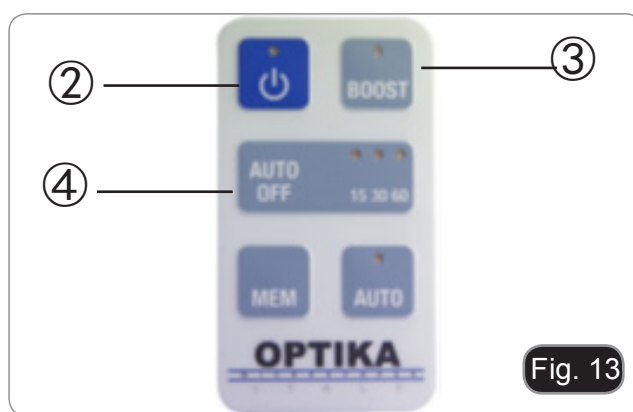 ②
③
BOOST
④
AUTO
OFF
15 30 60
MEM
AUTO
OPTIKA
Fig. 13